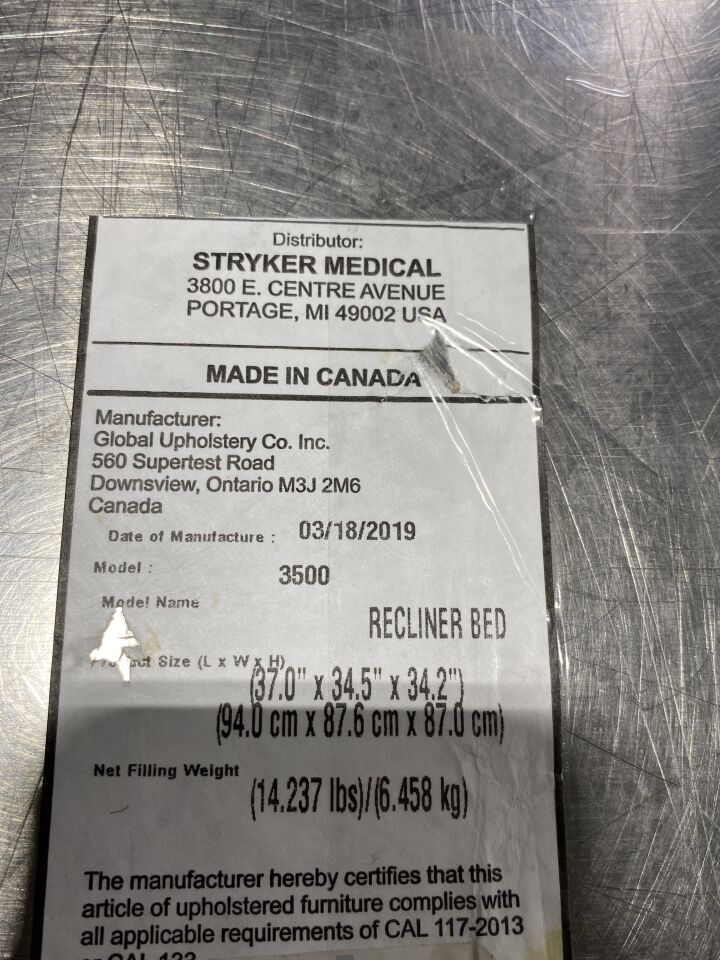 Distributor:
STRYKER MEDICAL
3800 E. CENTRE AVENUE
PORTAGE, MI 49002 USA
MADE IN CANADA
Manufacturer:
Global Upholstery Co. Inc.
560 Supertest Road
Downsview, Ontario M3J 2M6
Canada
Date of Manufacture : 03/18/2019
Model : 3500
Model Name
RECLINER BED
Size (L x W x H)
(37.0" x 34.5" x 34.2")
(94.0 cm x 87.6 cm x 87.0 cm)
Net Filling Weight
(14.237 lbs)/(6.458 kg)
The manufacturer hereby certifies that this
article of upholstered furniture complies with
all applicable requirements of CAL 117-2013